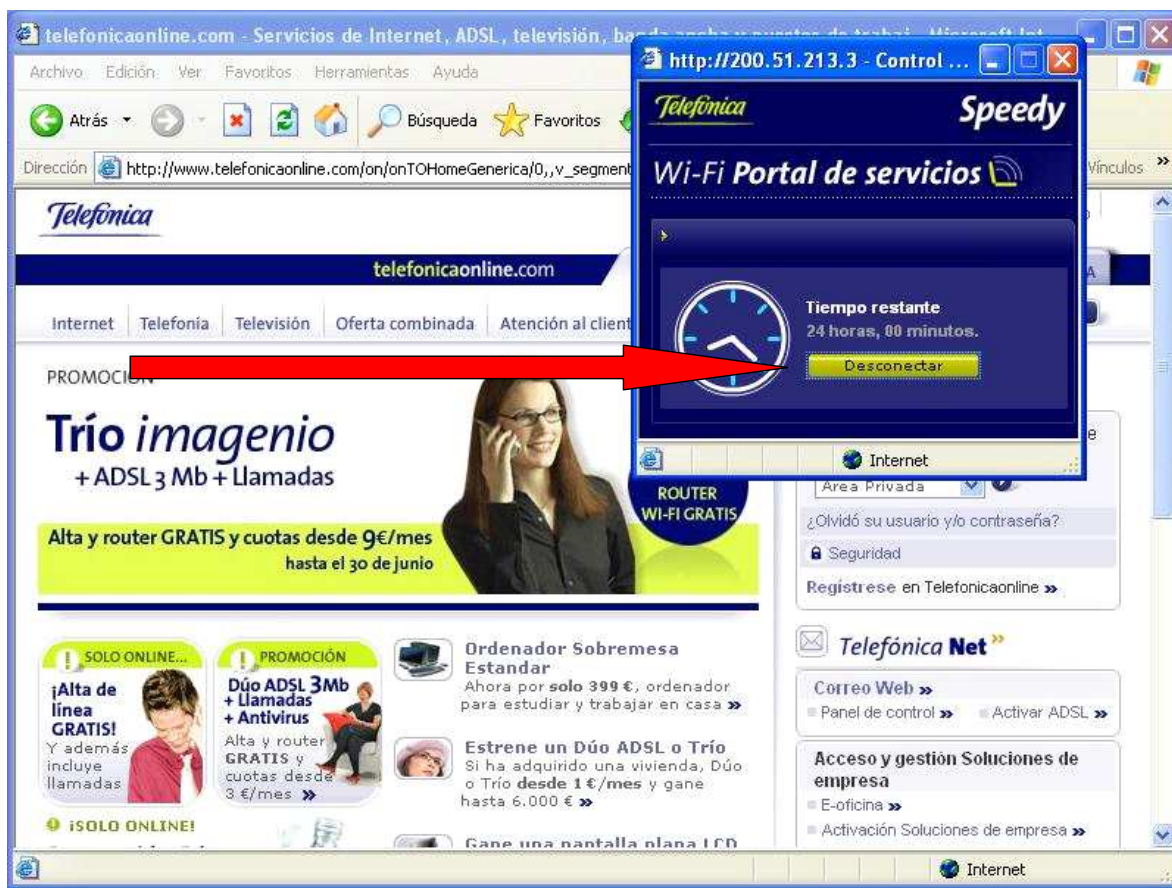 telefonicaonline.com - Servicios de Internet, ADSL, televisión,
Archivo Edición Ver Favoritos Herramientas Ayuda
Atrás Búsqueda Favoritos
Dirección http://www.telefonicaonline.com/on/onTOHomeGenerica/0,,v_segment
Vínculos »
Telefónica
telefonicaonline.com
Internet Telefonía Televisión Oferta combinada Atención al client
PROMOCIÓN
Trío imagenio
+ ADSL 3 Mb + Llamadas
Alta y router GRATIS y cuotas desde 9€/mes
hasta el 30 de junio
ROUTER
WI-FI GRATIS
http://200.51.213.3 - Control ...
Telefónica Speedy
Wi-Fi Portal de servicios
Tiempo restante
24 horas, 00 minutos.
Desconectar
Internet
Area Privada
¿Olvidó su usuario y/o contraseña?
Seguridad
Regístrese en Telefonicaonline »
SOLO ONLINE...
¡Alta de
línea
GRATIS!
Y además
incluye
llamadas
PROMOCIÓN
Dúo ADSL 3Mb
+ Llamadas
+ Antivirus
Alta y router
GRATIS y
cuotas desde
3 €/mes »
Ordenador Sobremesa
Estandar
Ahora por solo 399 €, ordenador
para estudiar y trabajar en casa »
Estrene un Dúo ADSL o Trío
Si ha adquirido una vivienda, Dúo
o Trío desde 1 €/mes y gane
hasta 6.000 € »
¡SOLO ONLINE!
Gane una pantalla plana LCD
Telefónica Net »
Correo Web »
Panel de control » Activar ADSL »
Acceso y gestión Soluciones de
empresa
E-oficina »
Activación Soluciones de empresa »
Internet